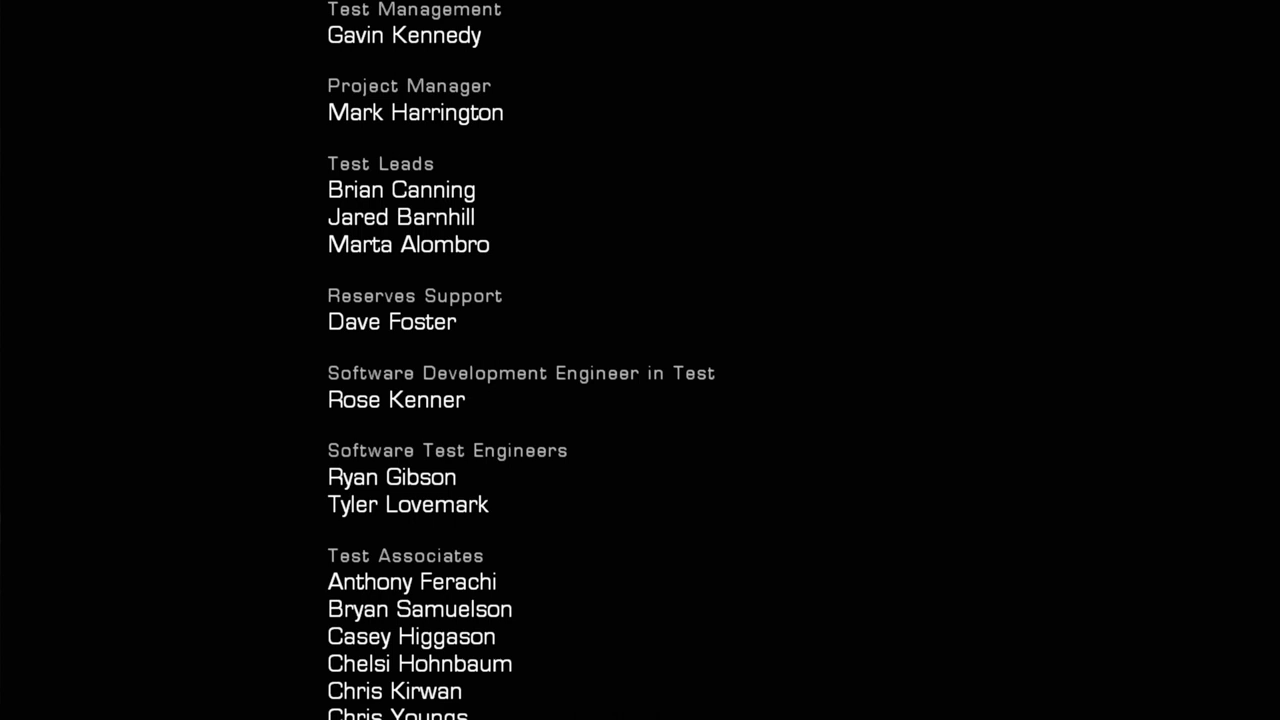 Test Management
Gavin Kennedy
Project Manager
Mark Harrington
Test Leads
Brian Canning
Jared Barnhill
Marta Alombro
Reserves Support
Dave Foster
Software Development Engineer in Test
Rose Kenner
Software Test Engineers
Ryan Gibson
Tyler Lovemark
Test Associates
Anthony Ferachi
Bryan Samuelson
Casey Higgason
Chelsi Hohnbaum
Chris Kirwan
Chris Youngs